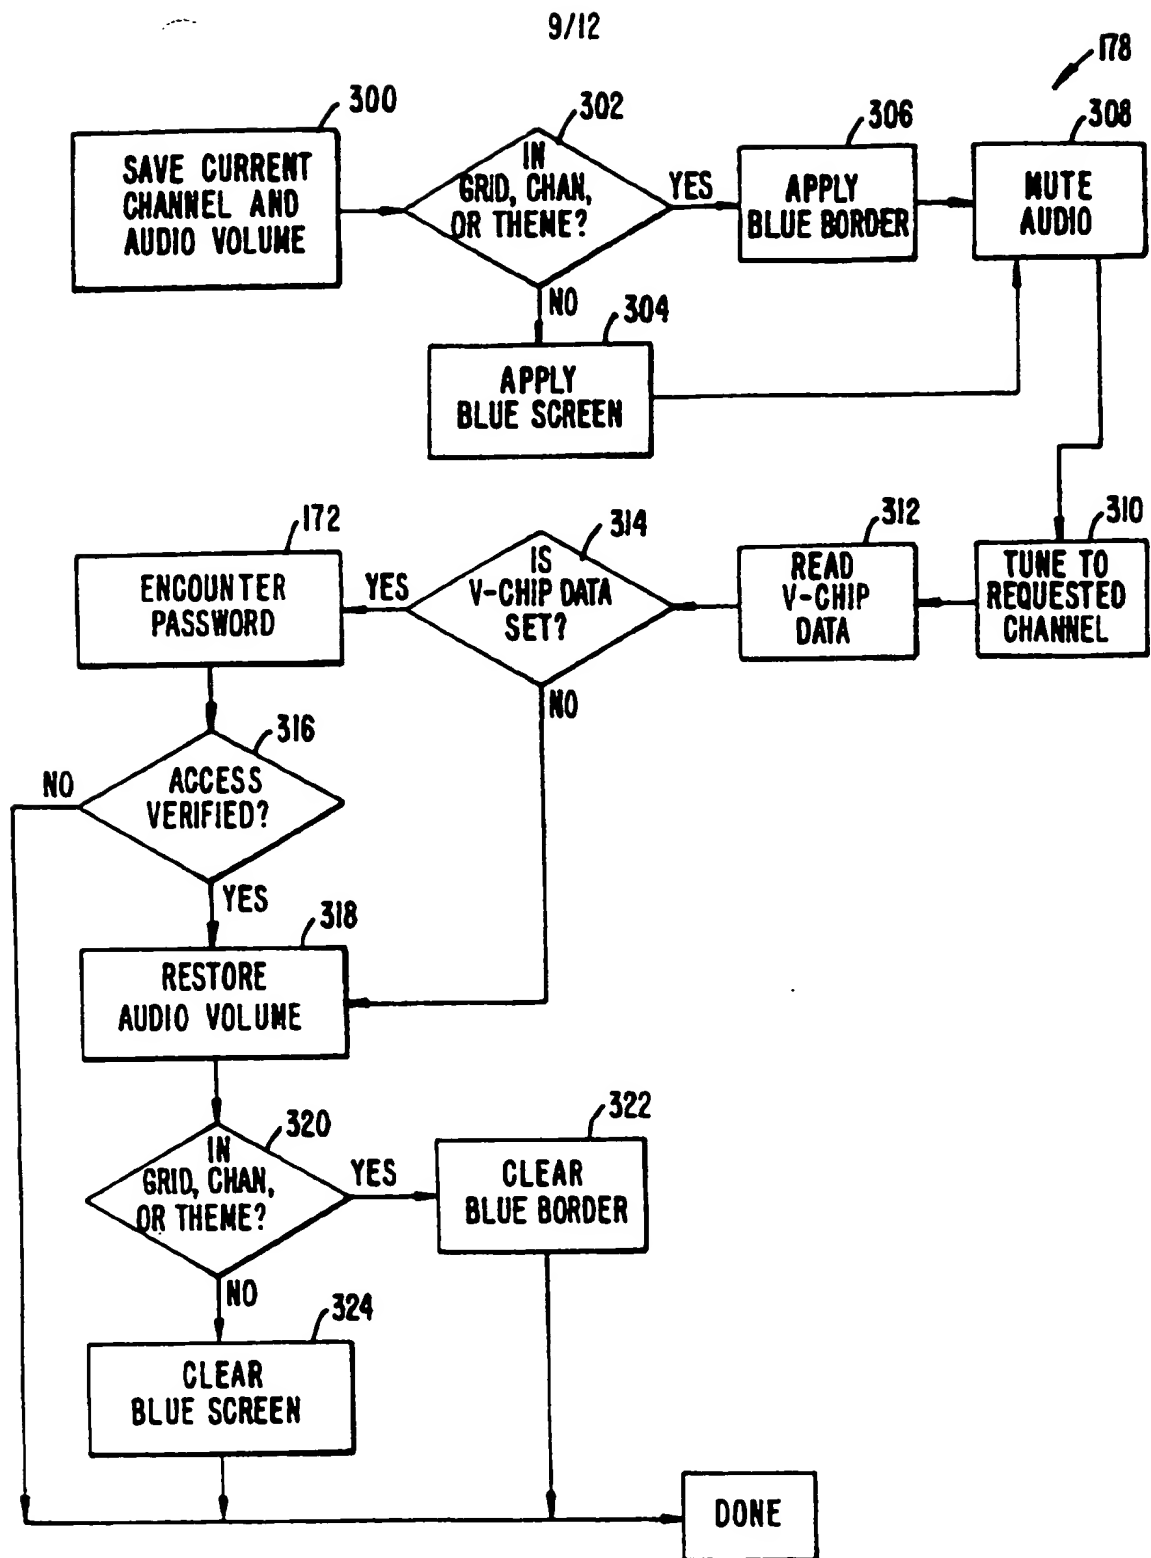 9/12
178
300
SAVE CURRENT
CHANNEL AND
AUDIO VOLUME
302
IN
GRID, CHAN,
OR THEME?
YES
306
APPLY
BLUE BORDER
308
MUTE
AUDIO
NO
304
APPLY
BLUE SCREEN
172
ENCOUNTER
PASSWORD
YES
314
IS
V-CHIP DATA
SET?
312
READ
V-CHIP
DATA
310
TUNE TO
REQUESTED
CHANNEL
NO
316
ACCESS
VERIFIED?
NO
YES
318
RESTORE
AUDIO VOLUME
320
IN
GRID, CHAN,
OR THEME?
YES
322
CLEAR
BLUE BORDER
NO
324
CLEAR
BLUE SCREEN
DONE